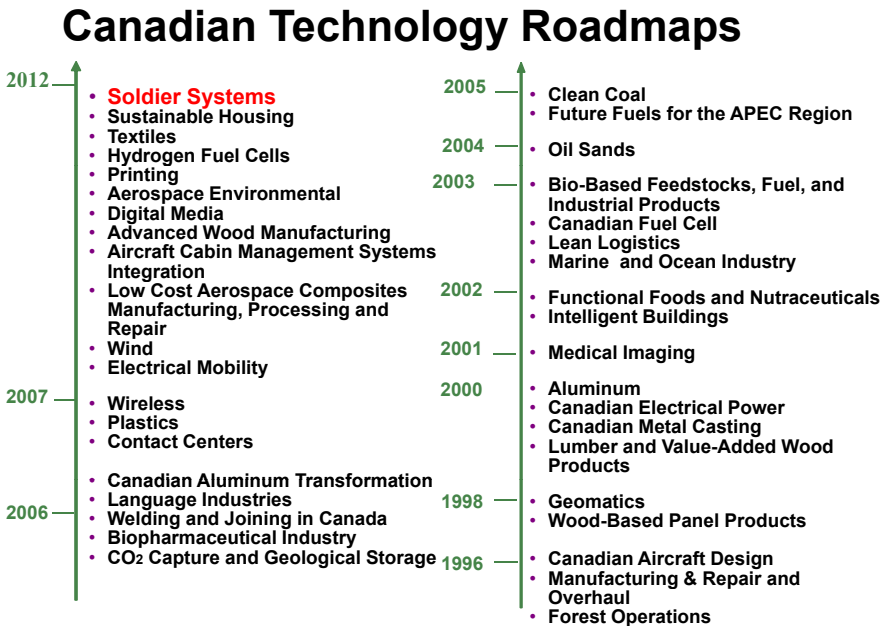 Canadian Technology Roadmaps
2012
• Soldier Systems
• Sustainable Housing
• Textiles
• Hydrogen Fuel Cells
• Printing
• Aerospace Environmental
• Digital Media
• Advanced Wood Manufacturing
• Aircraft Cabin Management Systems
Integration
• Low Cost Aerospace Composites
Manufacturing, Processing and
Repair
• Wind
• Electrical Mobility
2007
• Wireless
• Plastics
• Contact Centers
• Canadian Aluminum Transformation
• Language Industries
2006
• Welding and Joining in Canada
• Biopharmaceutical Industry
• CO2 Capture and Geological Storage
2005
• Clean Coal
• Future Fuels for the APEC Region
2004
• Oil Sands
2003
• Bio-Based Feedstocks, Fuel, and
Industrial Products
• Canadian Fuel Cell
• Lean Logistics
• Marine and Ocean Industry
2002
• Functional Foods and Nutraceuticals
• Intelligent Buildings
2001
• Medical Imaging
2000
• Aluminum
• Canadian Electrical Power
• Canadian Metal Casting
• Lumber and Value-Added Wood
Products
1998
• Geomatics
• Wood-Based Panel Products
1996
• Canadian Aircraft Design
• Manufacturing & Repair and
Overhaul
• Forest Operations